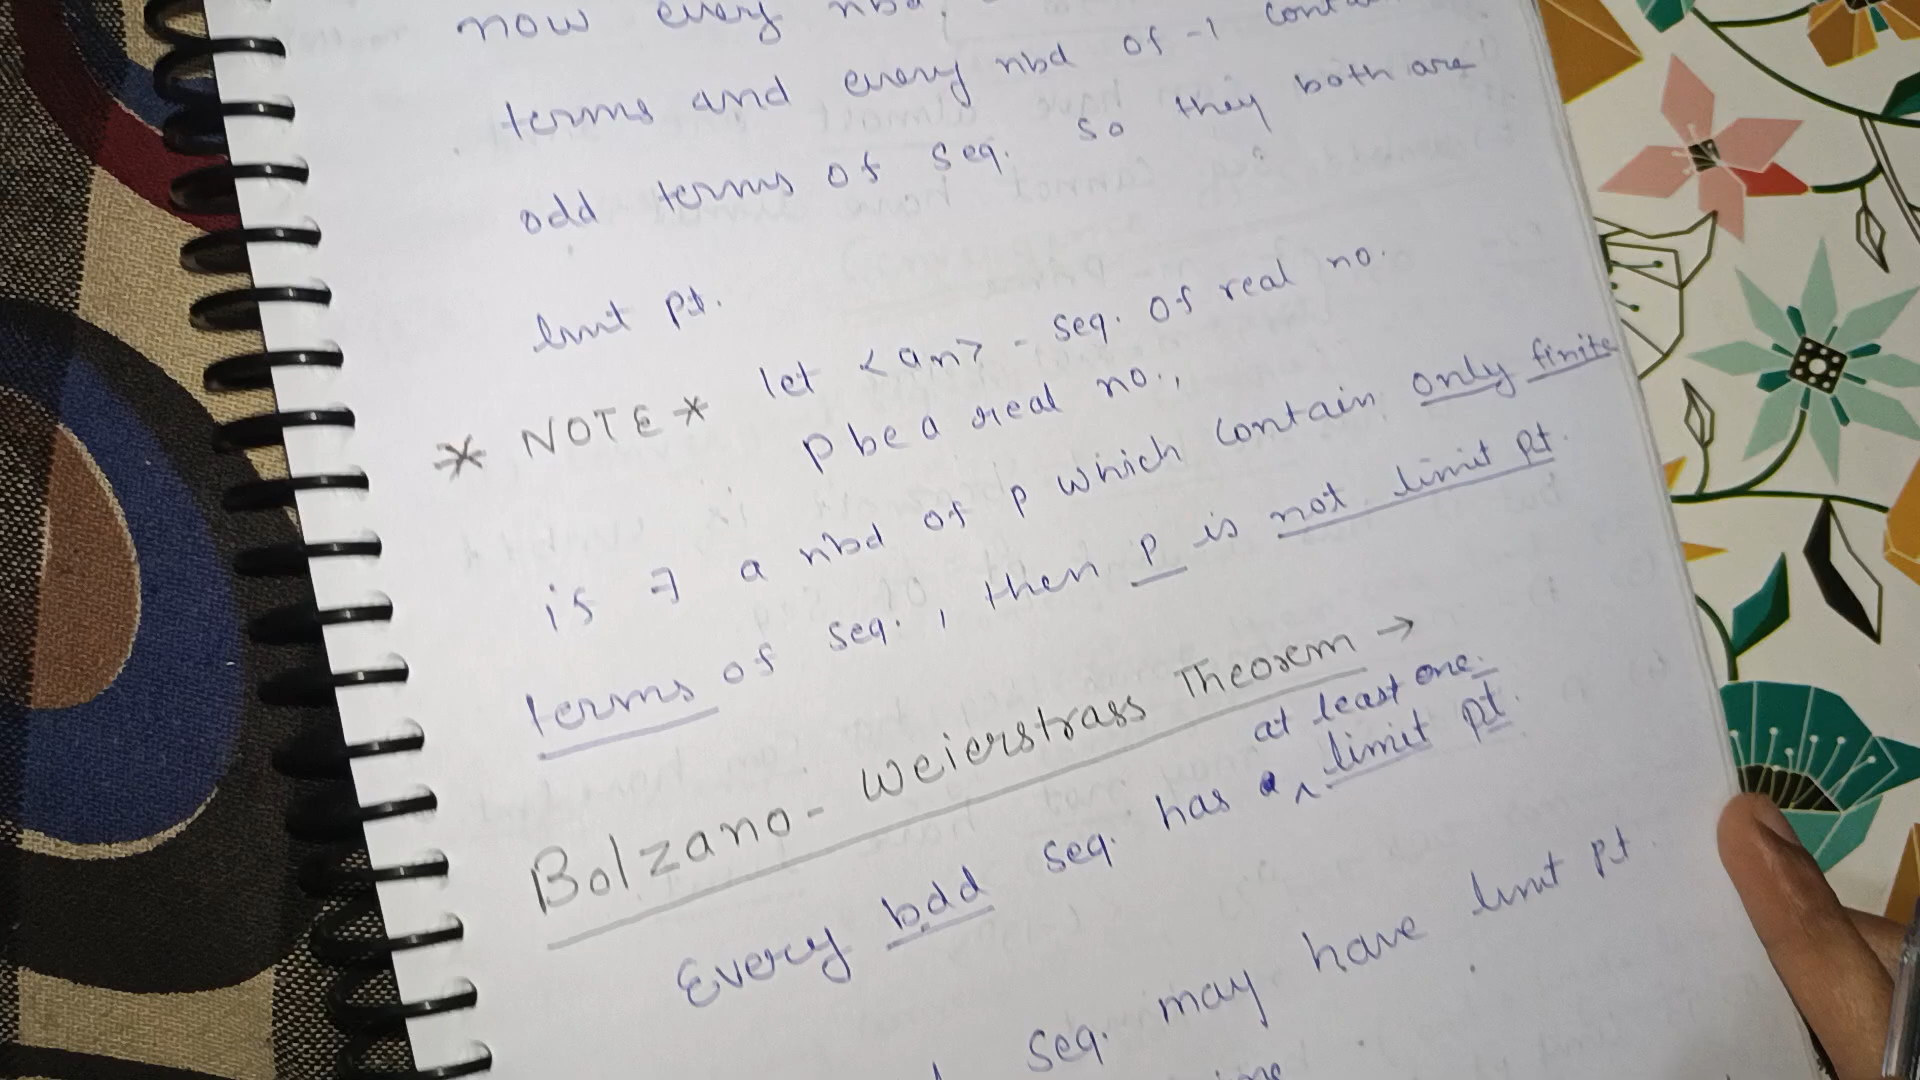 now every nbd.
terms and every nbd of -1
odd terms of seq. so they both are
limit pt.
* NOTE * let <an> - seq. of real no.
p be a real no.,
if ∃ a nbd of p which contain only finite
terms of seq., then p is not limit pt.
Bolzano-Weierstrass Theorem →
at least one
Every bdd seq. has a ^ limit pt.
seq. may have limit pt.